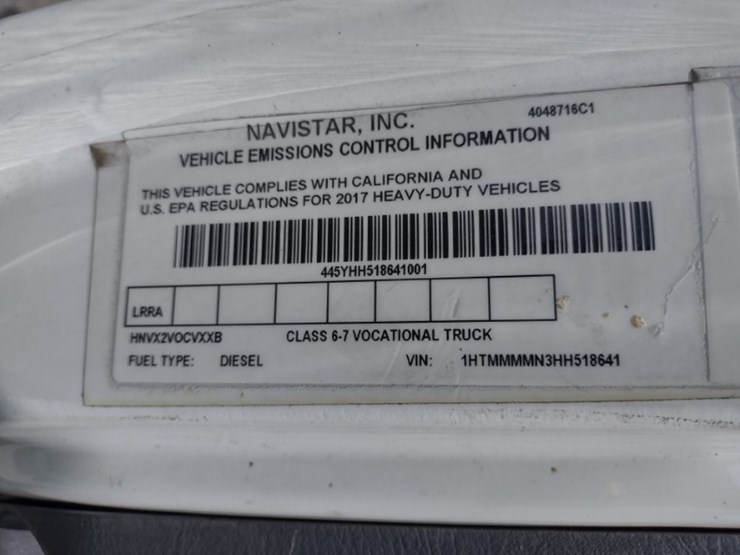 4048716C1
NAVISTAR, INC.
VEHICLE EMISSIONS CONTROL INFORMATION
THIS VEHICLE COMPLIES WITH CALIFORNIA AND
U.S. EPA REGULATIONS FOR 2017 HEAVY-DUTY VEHICLES
445YHH518641001
LRRA
HNVX2VOCVXXB CLASS 6-7 VOCATIONAL TRUCK
FUEL TYPE: DIESEL VIN: 1HTMMMMN3HH518641